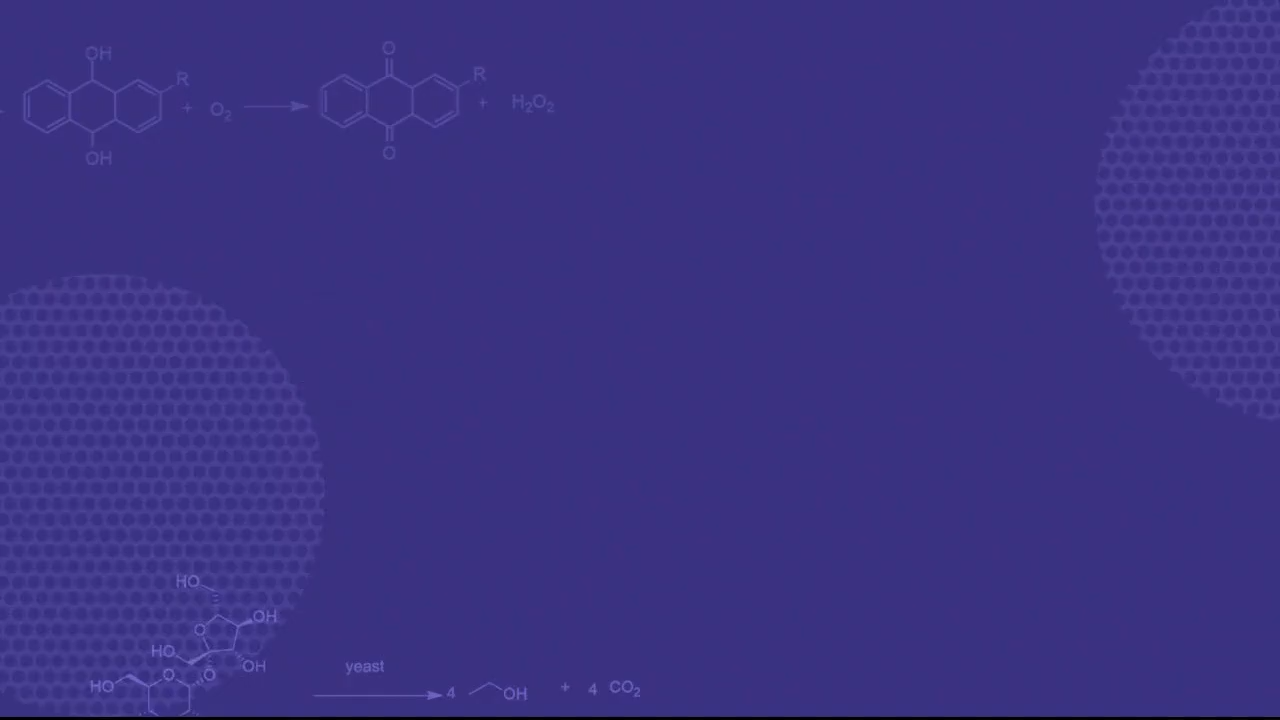 OH
R
+ O₂
OH
O
R
+ H₂O₂
O
HO
OH
O
HO
OH
O
O
HO
yeast
4 OH + 4 CO₂